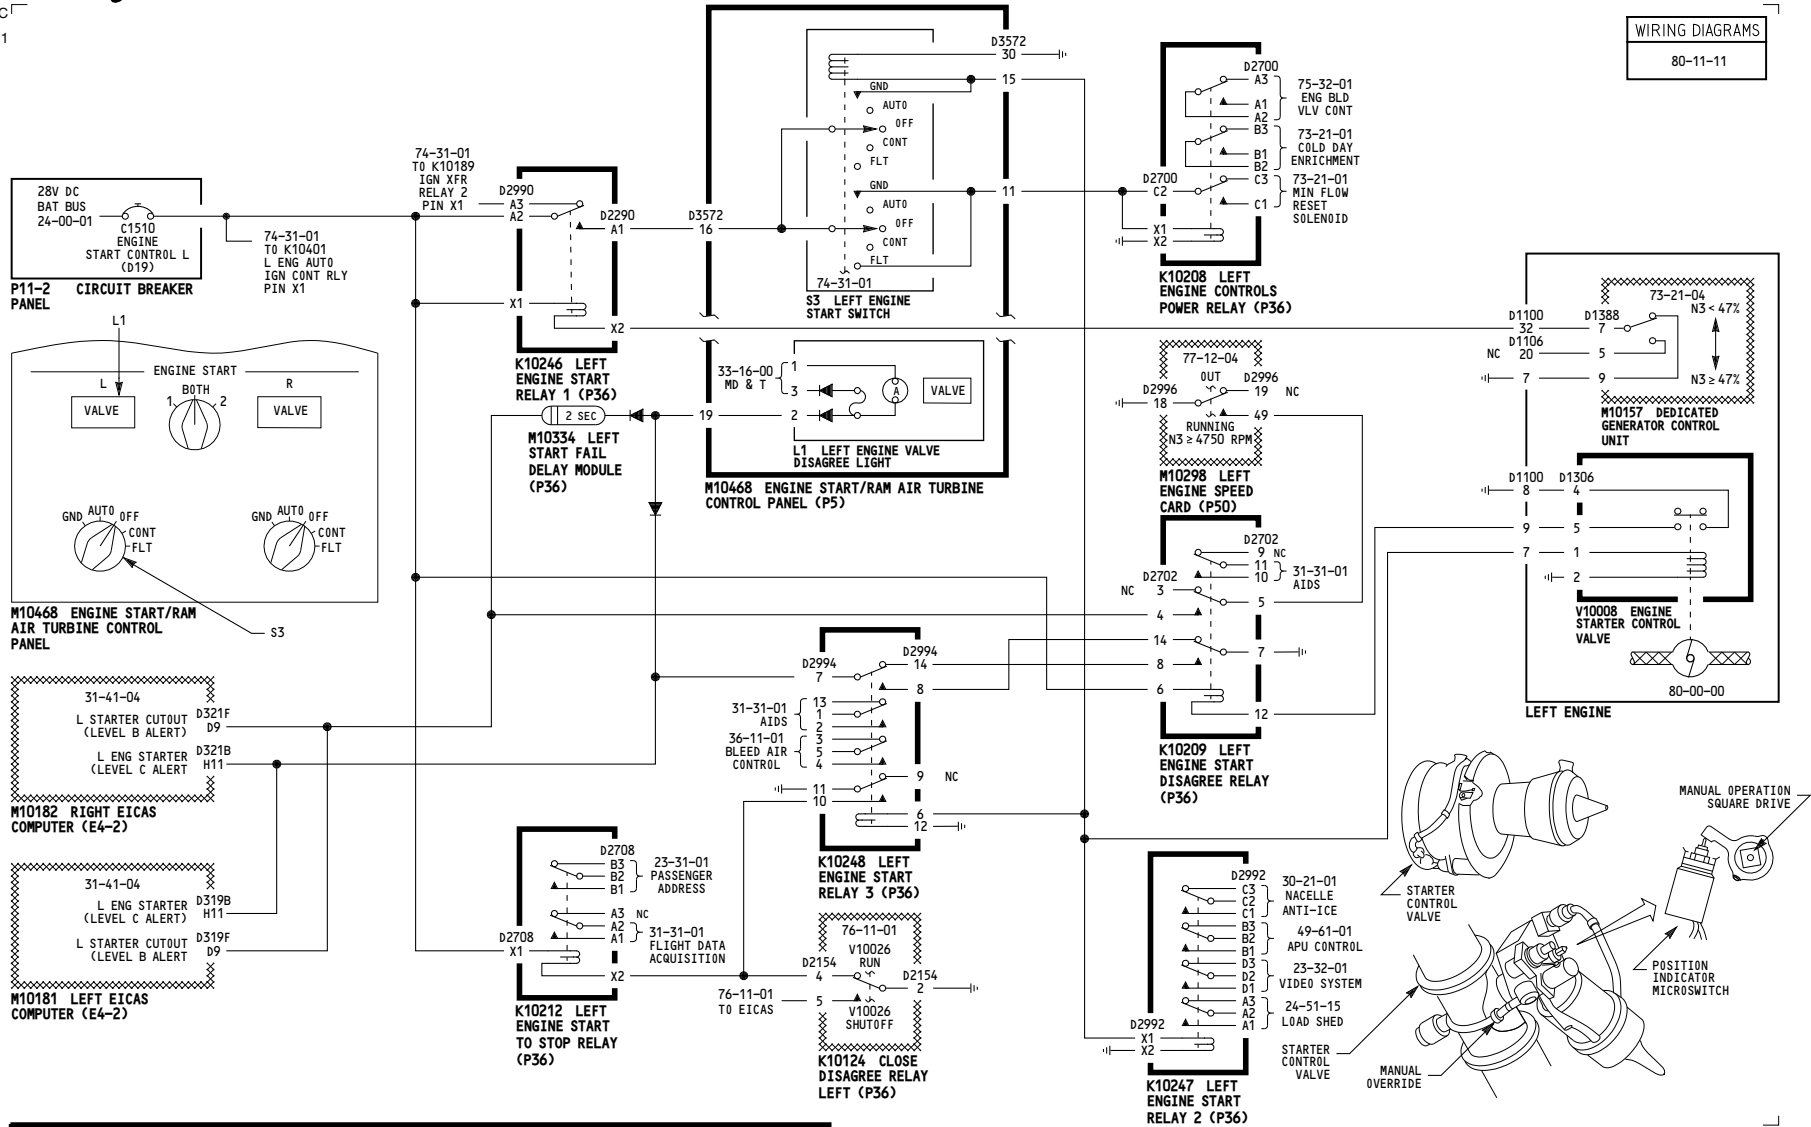 C
1
WIRING DIAGRAMS
80-11-11
28V DC
BAT BUS
24-00-01
C1510
ENGINE
START CONTROL L
(D19)
P11-2 CIRCUIT BREAKER
PANEL
74-31-01
TO K10401
L ENG AUTO
IGN CONT RLY
PIN X1
74-31-01
TO K10189
IGN XFR
RELAY 2
PIN X1
D2990
A3
A2
D2290
A1
X1
X2
K10246 LEFT
ENGINE START
RELAY 1 (P36)
D3572
16
D3572
30
15
11
GND
AUTO
OFF
CONT
FLT
GND
AUTO
OFF
CONT
FLT
74-31-01
S3 LEFT ENGINE
START SWITCH
D2700
A3
A1
A2
B3
B1
B2
C3
C1
D2700
C2
X1
X2
75-32-01
ENG BLD
VLV CONT
73-21-01
COLD DAY
ENRICHMENT
73-21-01
MIN FLOW
RESET
SOLENOID
K10208 LEFT
ENGINE CONTROLS
POWER RELAY (P36)
L1
ENGINE START
L
BOTH
R
VALVE
1
2
VALVE
GND
AUTO
OFF
CONT
FLT
GND
AUTO
OFF
CONT
FLT
S3
M10468 ENGINE START/RAM
AIR TURBINE CONTROL
PANEL
2 SEC
M10334 LEFT
START FAIL
DELAY MODULE
(P36)
19
33-16-00
MD & T
1
3
2
A
VALVE
L1 LEFT ENGINE VALVE
DISAGREE LIGHT
M10468 ENGINE START/RAM AIR TURBINE
CONTROL PANEL (P5)
77-12-04
OUT
D2996
18
D2996
19 NC
49
RUNNING
N3 ≥ 4750 RPM
M10298 LEFT
ENGINE SPEED
CARD (P50)
D1100
32
D1106
NC 20
7
D1388
7
5
9
73-21-04
N3 < 47%
N3 ≥ 47%
M10157 DEDICATED
GENERATOR CONTROL
UNIT
D1100
8
9
7
D1306
4
5
1
2
V10008 ENGINE
STARTER CONTROL
VALVE
80-00-00
LEFT ENGINE
D2702
9 NC
11
10
31-31-01
AIDS
D2702
NC 3
4
5
14
8
7
6
12
K10209 LEFT
ENGINE START
DISAGREE RELAY
(P36)
D2994
7
D2994
14
8
31-31-01
AIDS
13
1
2
36-11-01
BLEED AIR
CONTROL
3
5
4
11
10
9 NC
6
12
K10248 LEFT
ENGINE START
RELAY 3 (P36)
31-41-04
L STARTER CUTOUT
(LEVEL B ALERT)
D321F
D9
L ENG STARTER
(LEVEL C ALERT
D321B
H11
M10182 RIGHT EICAS
COMPUTER (E4-2)
31-41-04
L ENG STARTER
(LEVEL C ALERT)
D319B
H11
L STARTER CUTOUT
(LEVEL B ALERT
D319F
D9
M10181 LEFT EICAS
COMPUTER (E4-2)
D2708
B3
B2
B1
23-31-01
PASSENGER
ADDRESS
A3 NC
A2
A1
31-31-01
FLIGHT DATA
ACQUISITION
D2708
X1
X2
K10212 LEFT
ENGINE START
TO STOP RELAY
(P36)
76-11-01
TO EICAS
76-11-01
V10026
RUN
D2154
4
5
D2154
2
V10026
SHUTOFF
K10124 CLOSE
DISAGREE RELAY
LEFT (P36)
D2992
C3
C2
C1
B3
B2
B1
D3
D2
D1
A3
A2
A1
30-21-01
NACELLE
ANTI-ICE
49-61-01
APU CONTROL
23-32-01
VIDEO SYSTEM
24-51-15
LOAD SHED
D2992
X1
X2
K10247 LEFT
ENGINE START
RELAY 2 (P36)
STARTER
CONTROL
VALVE
MANUAL OPERATION
SQUARE DRIVE
POSITION
INDICATOR
MICROSWITCH
STARTER
CONTROL
VALVE
MANUAL
OVERRIDE